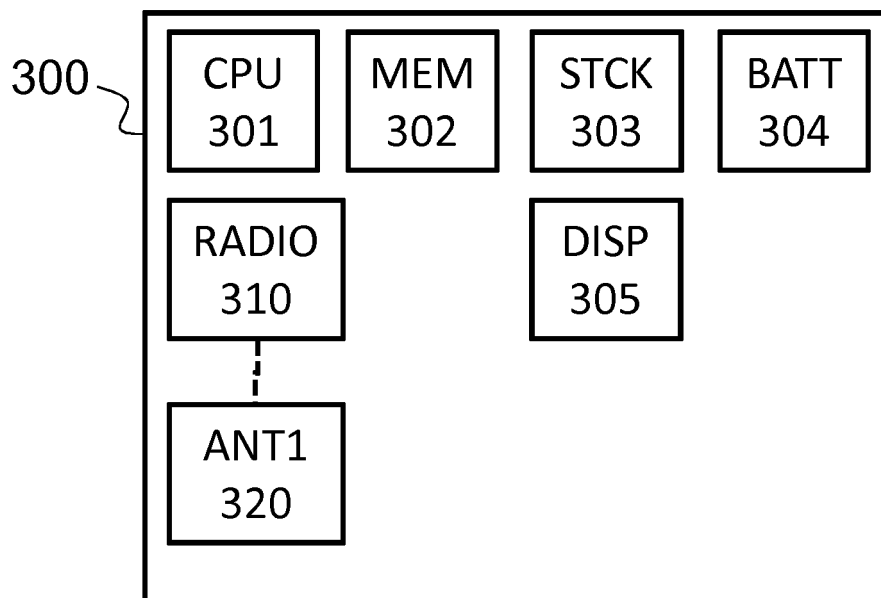 300
CPU
301
MEM
302
STCK
303
BATT
304
RADIO
310
DISP
305
ANT1
320